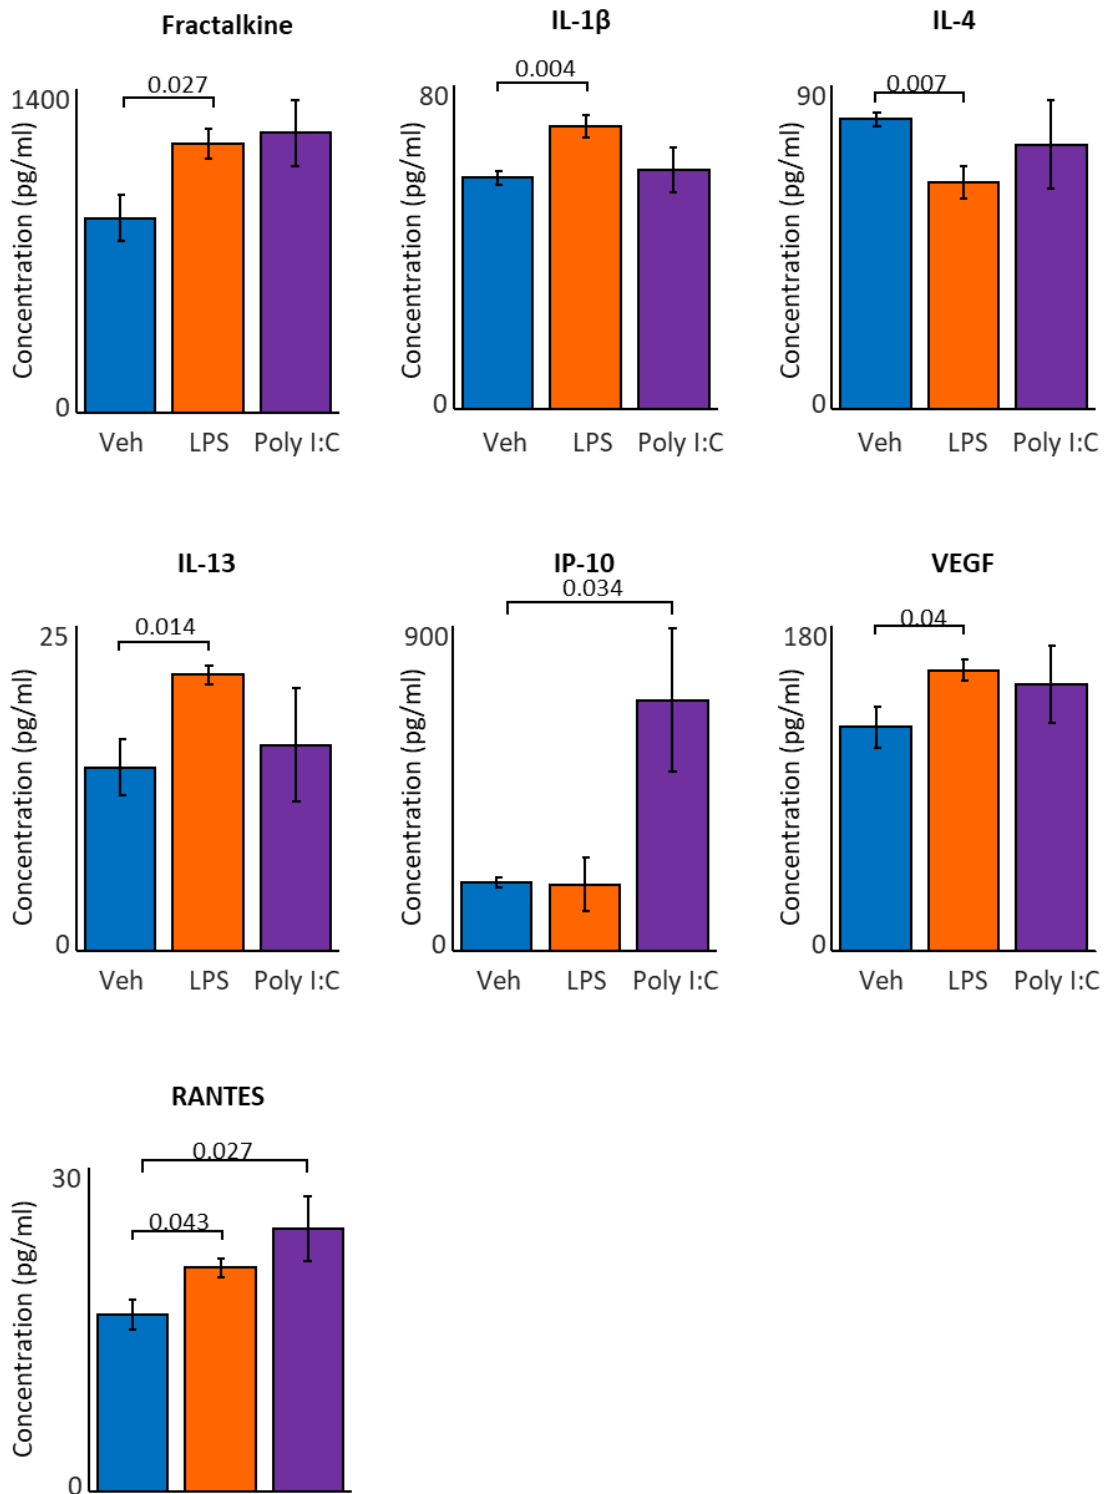 Fractalkine
0.027
1400
Concentration (pg/ml)
0
Veh LPS Poly I:C
IL-1β
0.004
80
Concentration (pg/ml)
0
Veh LPS Poly I:C
IL-4
0.007
90
Concentration (pg/ml)
0
Veh LPS Poly I:C
IL-13
0.014
25
Concentration (pg/ml)
0
Veh LPS Poly I:C
IP-10
0.034
900
Concentration (pg/ml)
0
Veh LPS Poly I:C
VEGF
0.04
180
Concentration (pg/ml)
0
Veh LPS Poly I:C
RANTES
0.027
30
0.043
Concentration (pg/ml)
0